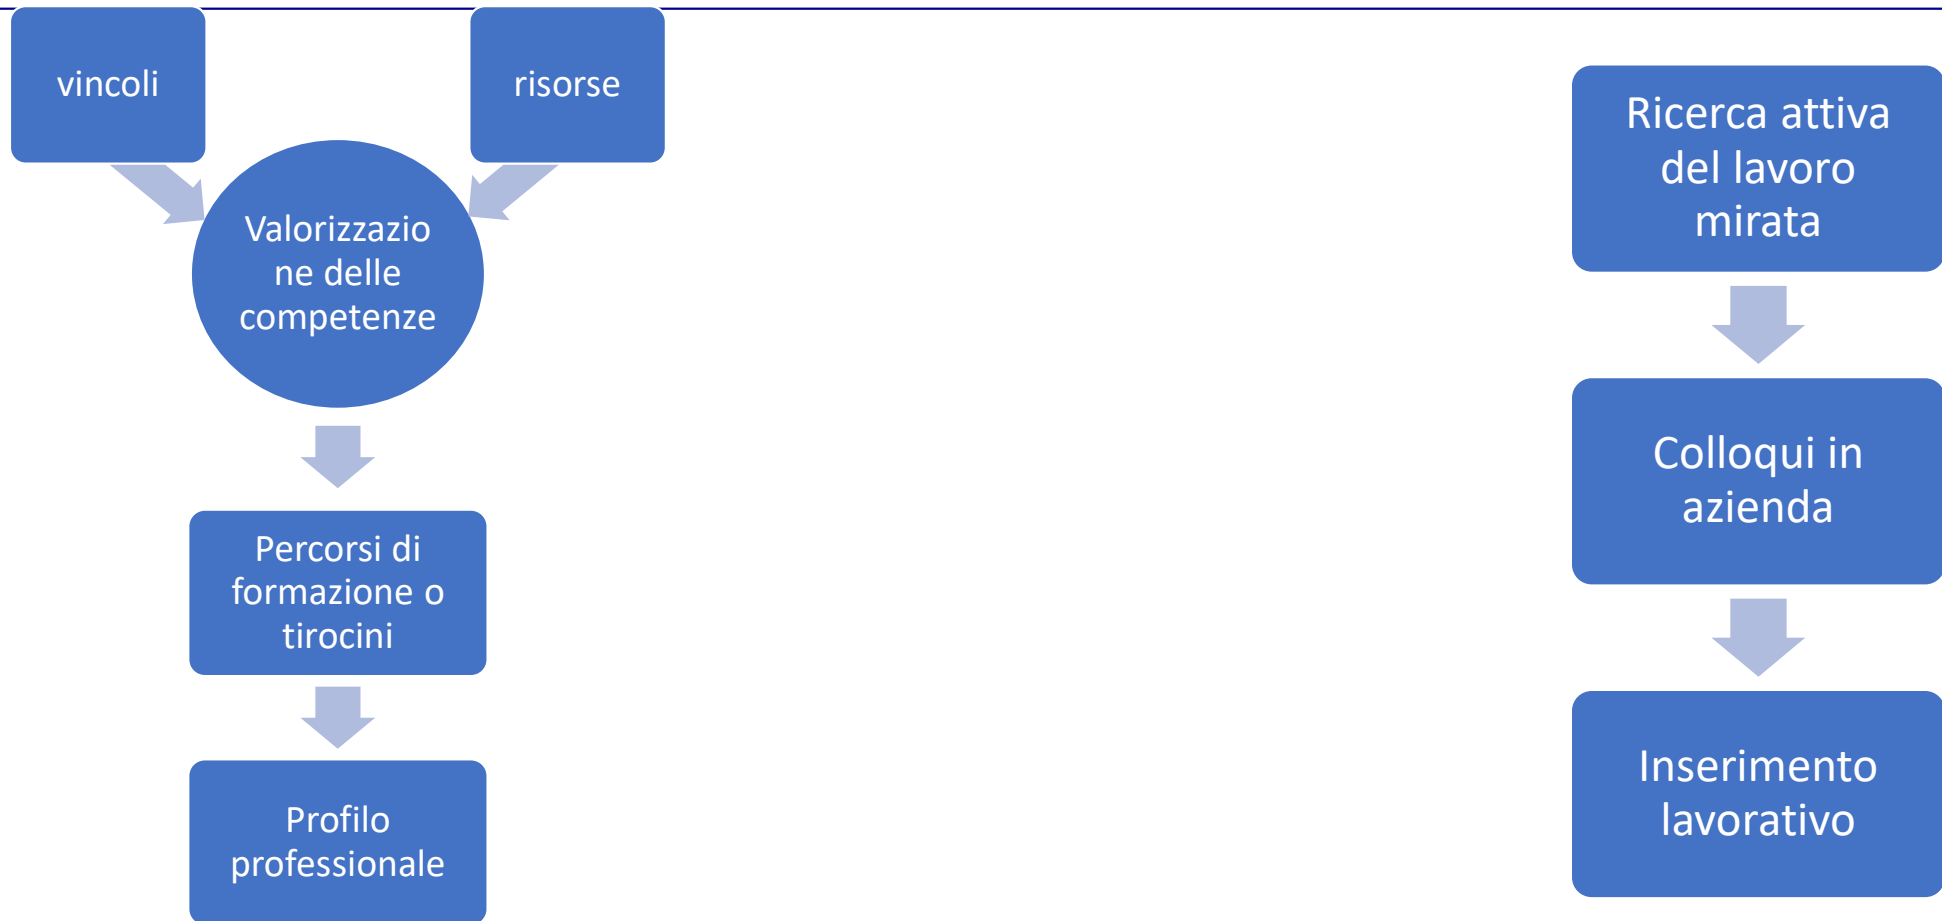 vincoli
risorse
Valorizzazio
ne delle
competenze
Percorsi di
formazione o
tirocini
Profilo
professionale
Ricerca attiva
del lavoro
mirata
Colloqui in
azienda
Inserimento
lavorativo